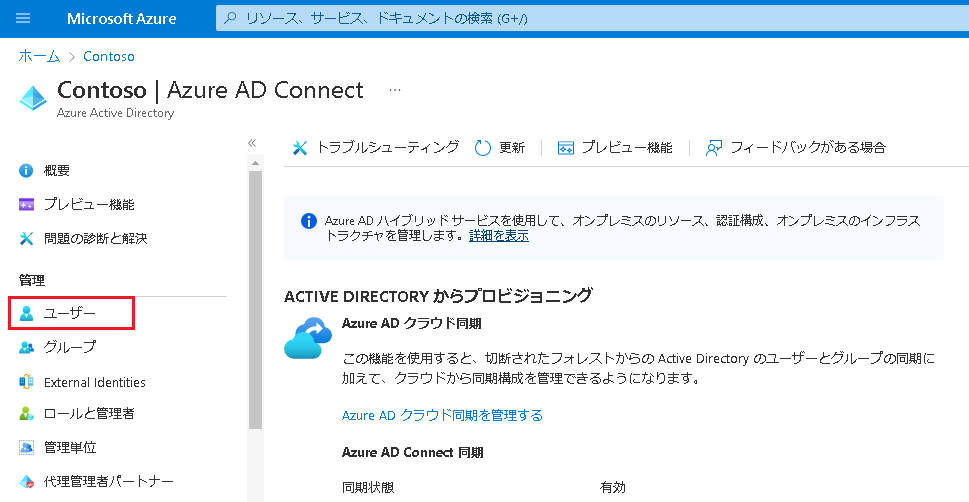 Microsoft Azure
リソース、サービス、ドキュメントの検索 (G+/)
ホーム > Contoso
Contoso | Azure AD Connect ...
Azure Active Directory
«
概要
プレビュー機能
問題の診断と解決
管理
ユーザー
グループ
External Identities
ロールと管理者
管理単位
代理管理者パートナー
トラブルシューティング 更新 プレビュー機能 フィードバックがある場合
Azure AD ハイブリッド サービスを使用して、オンプレミスのリソース、認証構成、オンプレミスのインフラス
トラクチャを管理します。詳細を表示
ACTIVE DIRECTORY からプロビジョニング
Azure AD クラウド同期
この機能を使用すると、切断されたフォレストからの Active Directory のユーザーとグループの同期に
加えて、クラウドから同期構成を管理できるようになります。
Azure AD クラウド同期を管理する
Azure AD Connect 同期
同期状態 有効